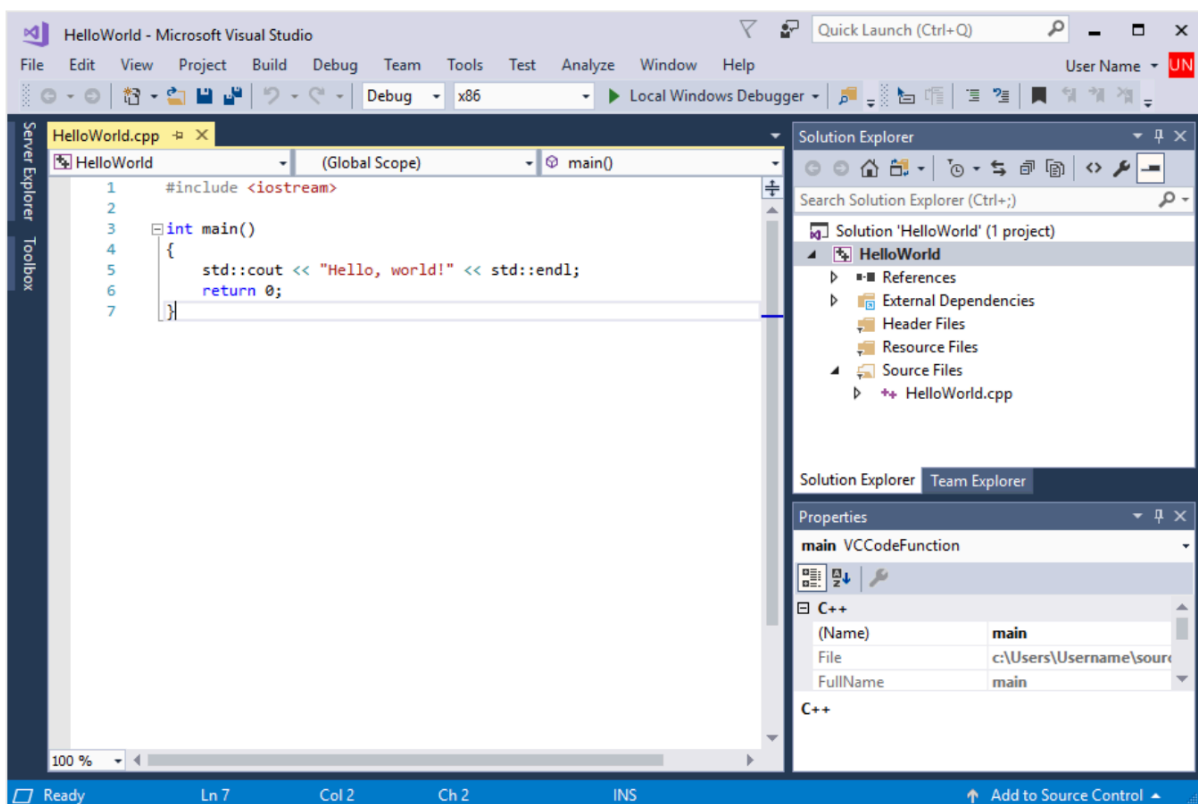 HelloWorld - Microsoft Visual Studio
Quick Launch (Ctrl+Q)
File Edit View Project Build Debug Team Tools Test Analyze Window Help
User Name UN
Debug x86 Local Windows Debugger
Server Explorer
Toolbox
HelloWorld.cpp
HelloWorld (Global Scope) main()
1 #include <iostream>
2
3 int main()
4 {
5 std::cout << "Hello, world!" << std::endl;
6 return 0;
7 }
100 %
Solution Explorer
Search Solution Explorer (Ctrl+;)
Solution 'HelloWorld' (1 project)
HelloWorld
References
External Dependencies
Header Files
Resource Files
Source Files
HelloWorld.cpp
Solution Explorer Team Explorer
Properties
main VCCodeFunction
C++
(Name) main
File c:\Users\Username\sourc
FullName main
C++
Ready Ln 7 Col 2 Ch 2 INS Add to Source Control